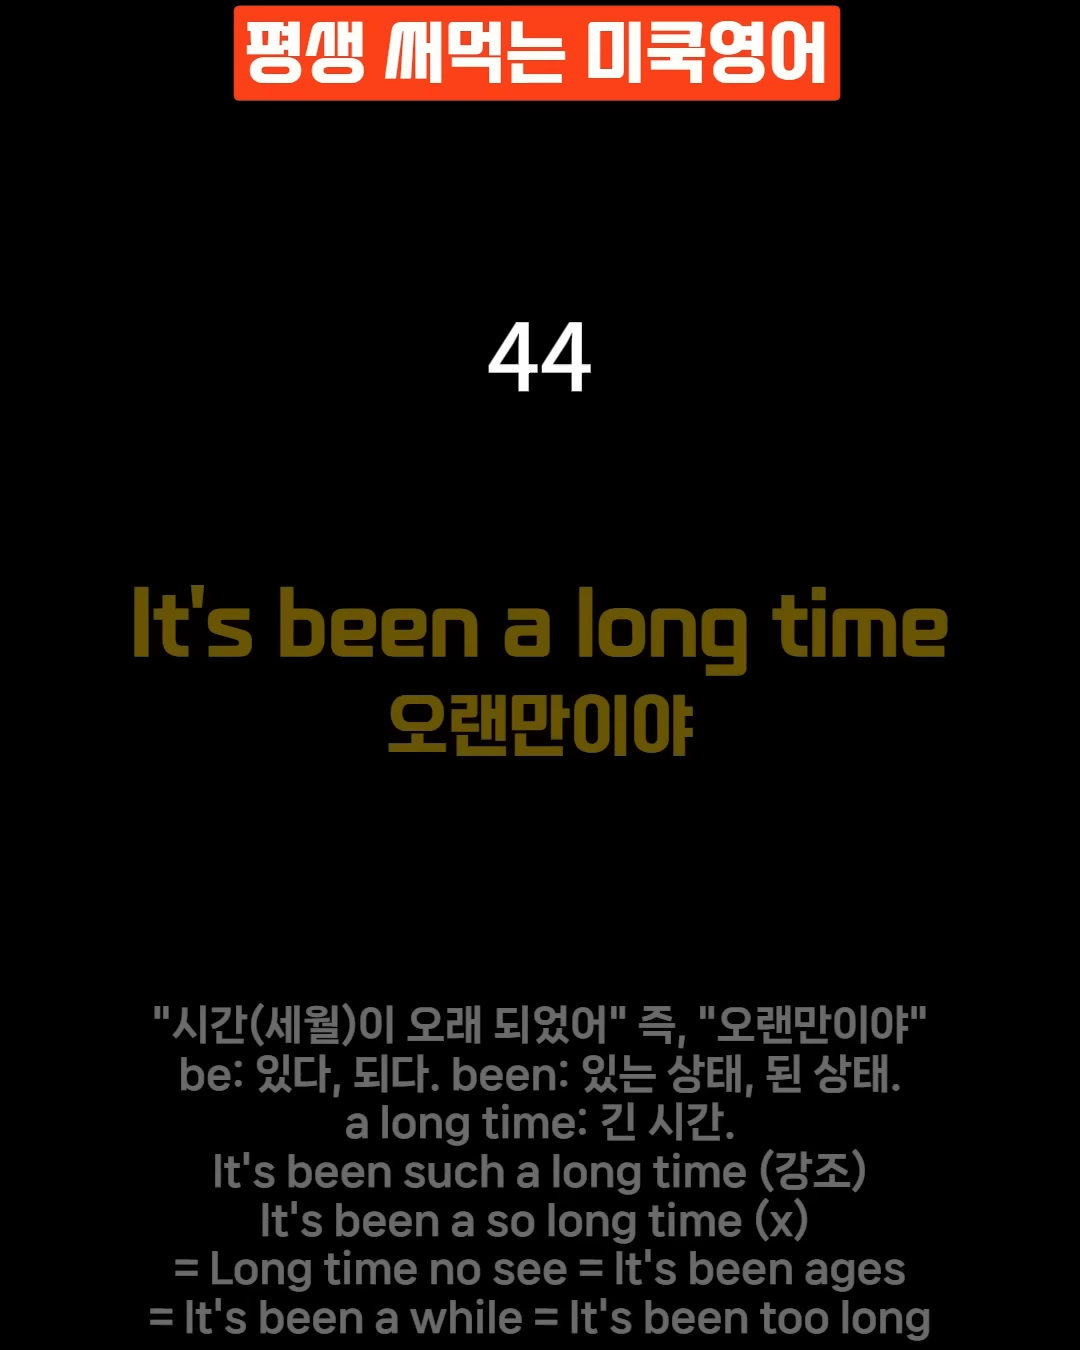 평생 써먹는 미쿡영어
44
It's been a long time
오랜만이야
"시간(세월)이 오래 되었어" 즉, "오랜만이야"
be: 있다, 되다. been: 있는 상태, 된 상태.
a long time: 긴 시간.
It's been such a long time (강조)
It's been a so long time (x)
= Long time no see = It's been ages
= It's been a while = It's been too long